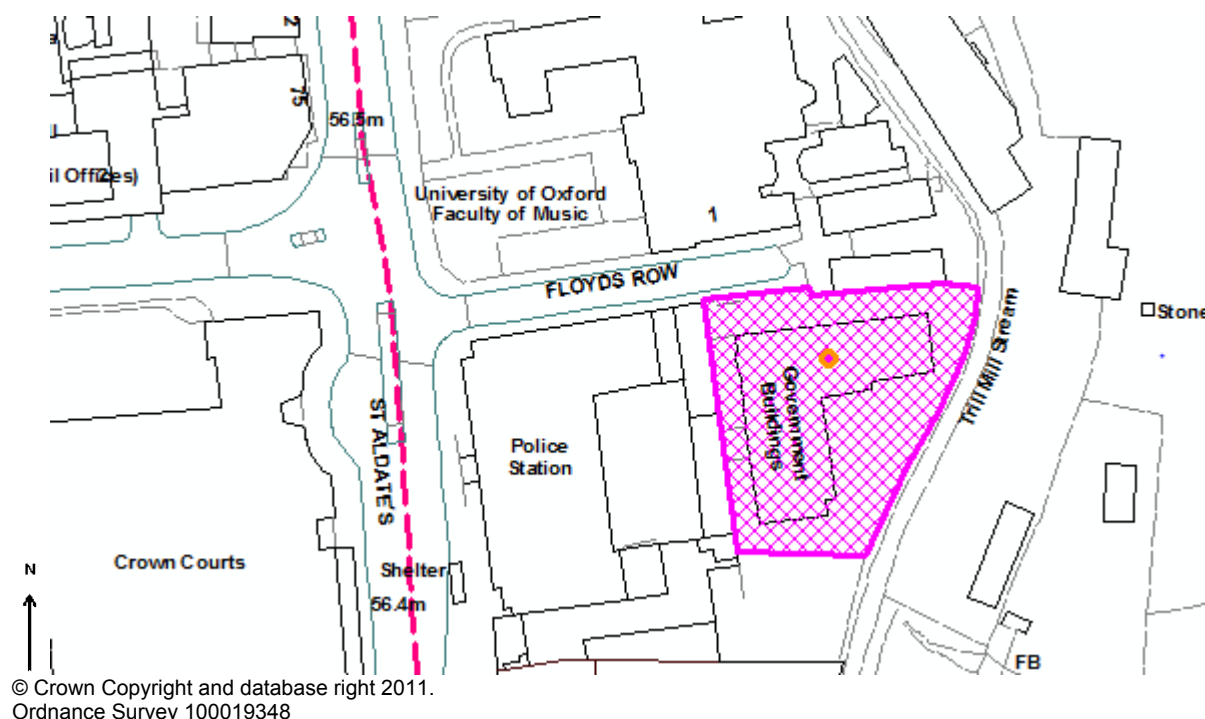 2
75
56.5m
il Offices)
2
University of Oxford
Faculty of Music
1
FLOYDS ROW
Stone
Trill Mill Stream
Government
Buildings
ST ALDATE'S
Police
Station
Crown Courts
Shelter
56.4m
N
FB
© Crown Copyright and database right 2011.
Ordnance Survey 100019348